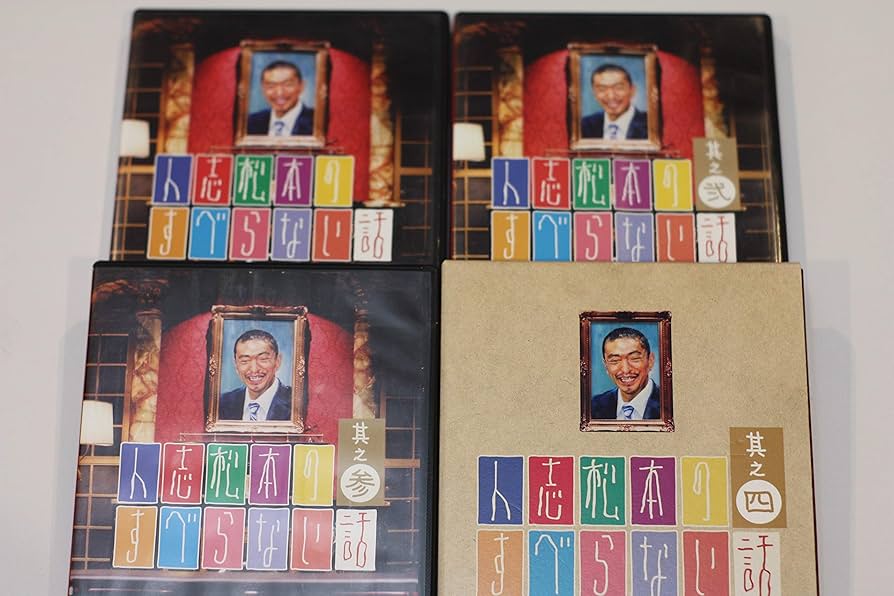 人志松本の
すべらない話
人志松本の
すべらない話
其之弐
人志松本の
すべらない話
其之参
人志松本の
すべらない話
其之四